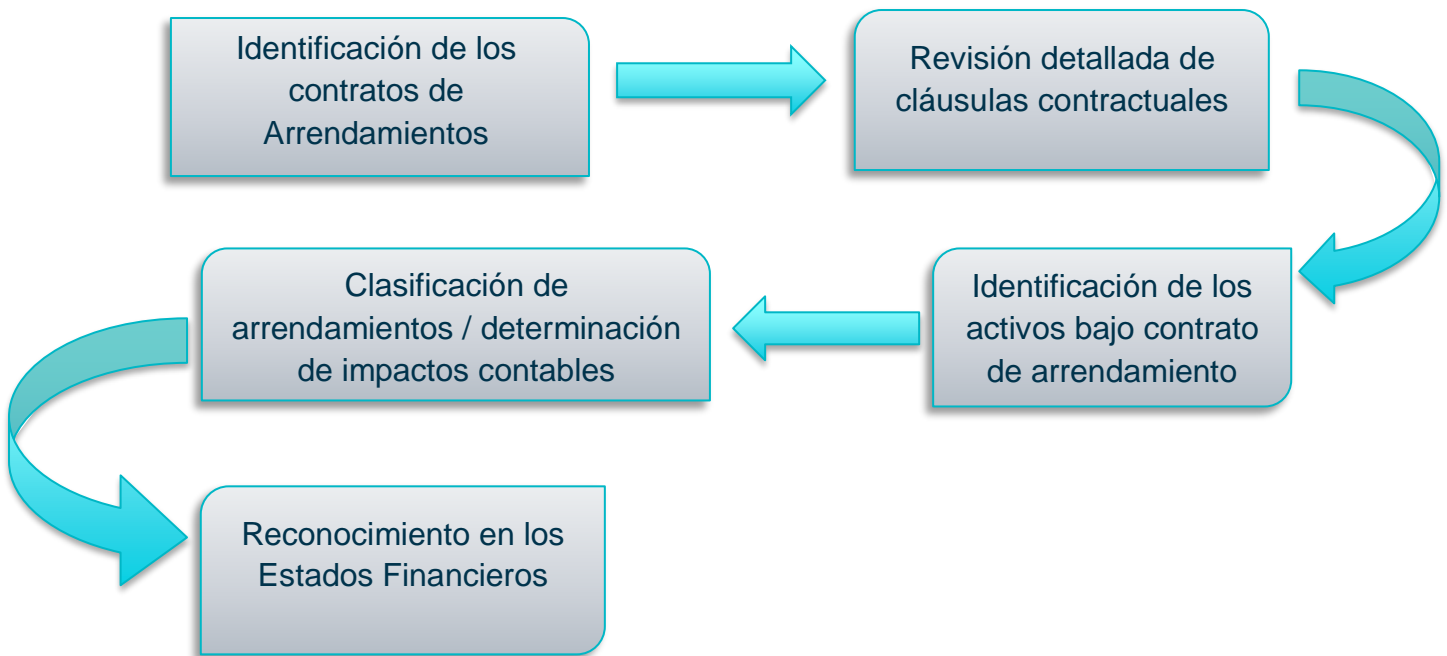 Identificación de los
contratos de
Arrendamientos
Revisión detallada de
cláusulas contractuales
Identificación de los
activos bajo contrato
de arrendamiento
Clasificación de
arrendamientos / determinación
de impactos contables
Reconocimiento en los
Estados Financieros